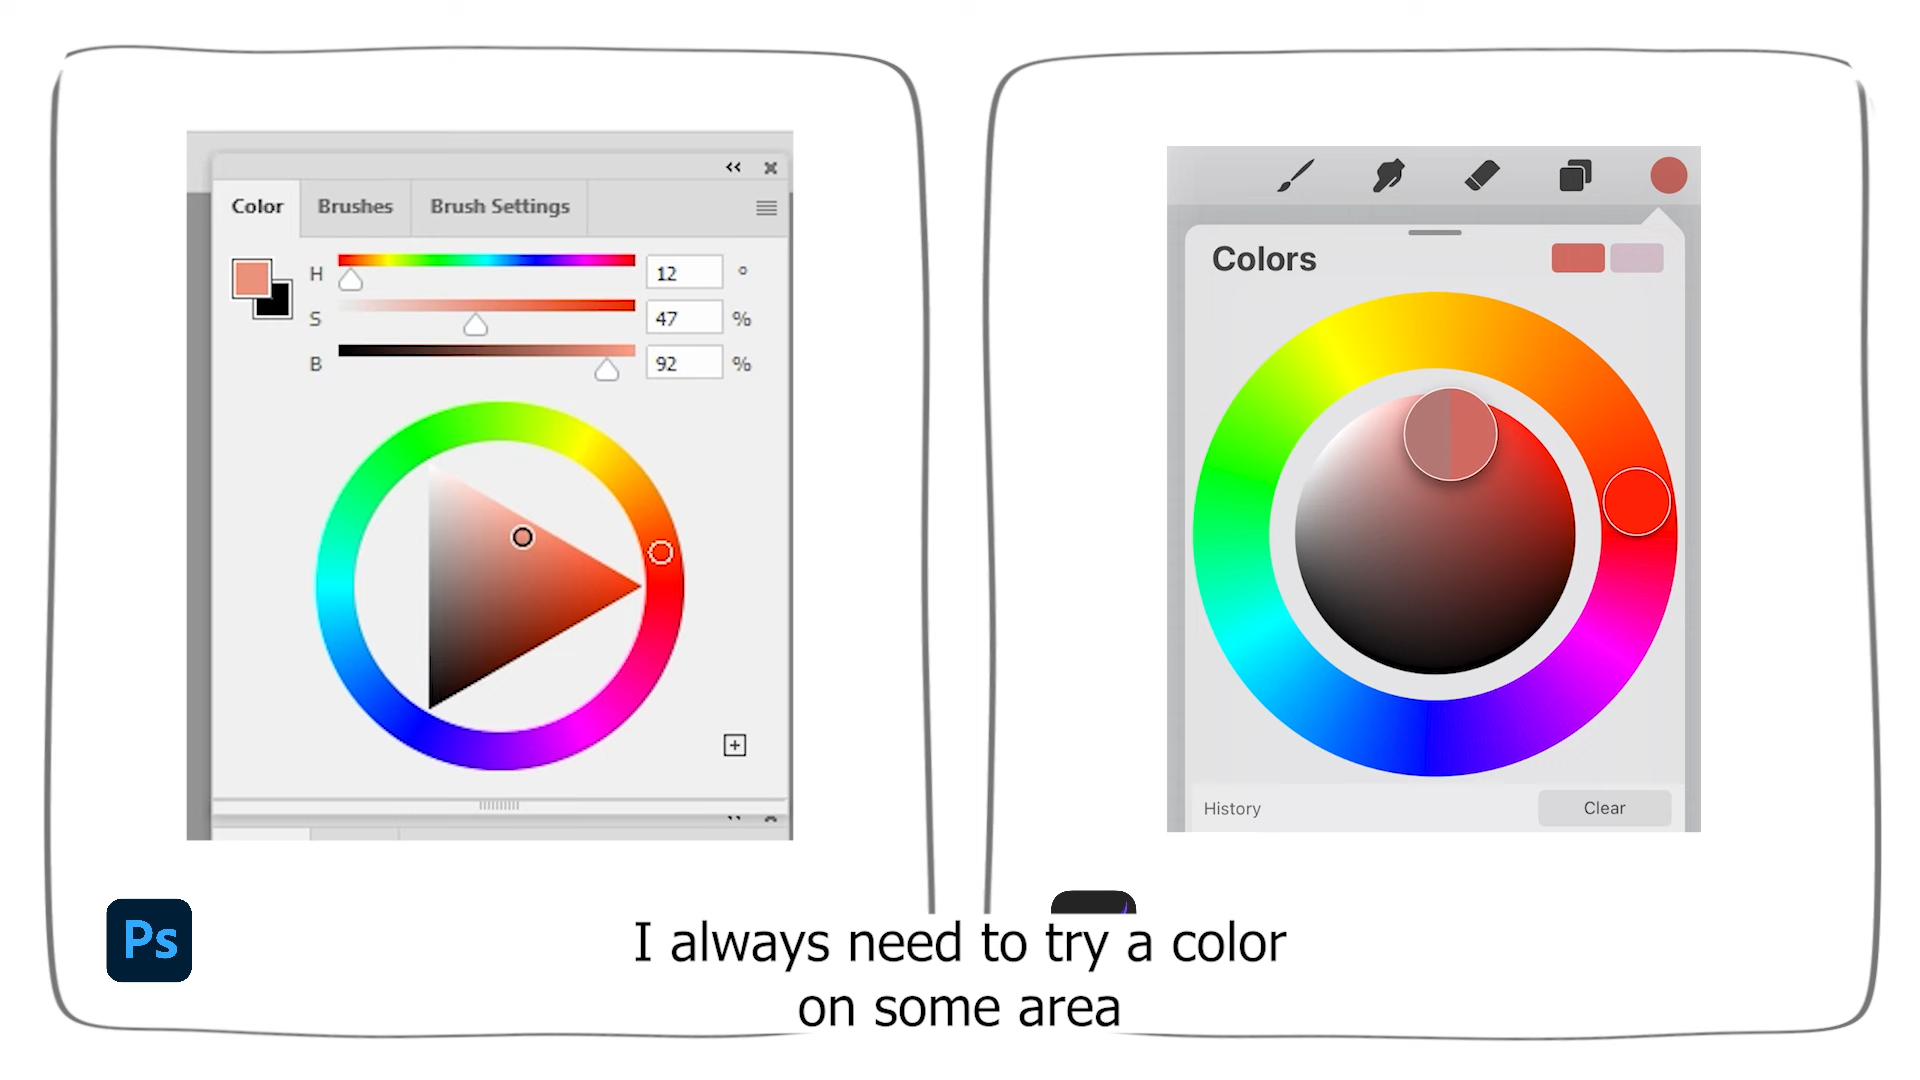 Color
Brushes
Brush Settings
H
12
°
S
47
%
B
92
%
Colors
History
Clear
Ps
I always need to try a color
on some area